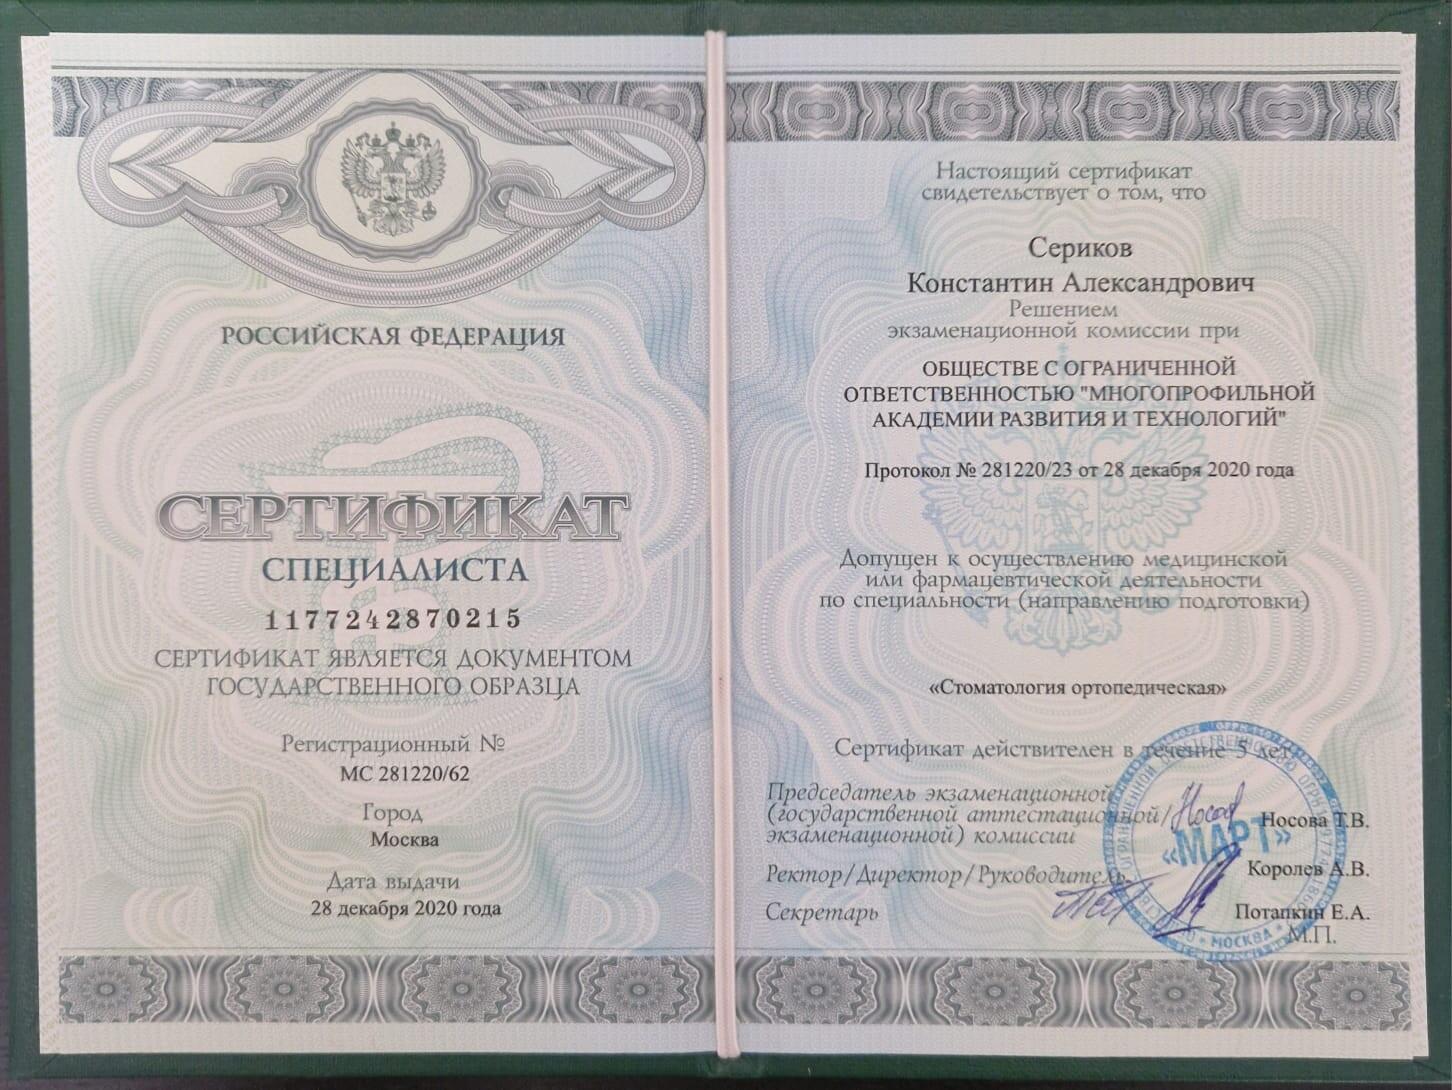 РОССИЙСКАЯ ФЕДЕРАЦИЯ
СЕРТИФИКАТ
СПЕЦИАЛИСТА
1177242870215
СЕРТИФИКАТ ЯВЛЯЕТСЯ ДОКУМЕНТОМ
ГОСУДАРСТВЕННОГО ОБРАЗЦА
Регистрационный №
МС 281220/62
Город
Москва
Дата выдачи
28 декабря 2020 года
Настоящий сертификат
свидетельствует о том, что
Сериков
Константин Александрович
Решением
экзаменационной комиссии при
ОБЩЕСТВЕ С ОГРАНИЧЕННОЙ
ОТВЕТСТВЕННОСТЬЮ "МНОГОПРОФИЛЬНОЙ
АКАДЕМИИ РАЗВИТИЯ И ТЕХНОЛОГИЙ"
Протокол № 281220/23 от 28 декабря 2020 года
Допущен к осуществлению медицинской
или фармацевтической деятельности
по специальности (направлению подготовки)
«Стоматология ортопедическая»
Сертификат действителен в течение 5 лет
Председатель экзаменационной
(государственной аттестационной/
экзаменационной) комиссии
Носова Т.В.
Ректор/Директор/Руководитель
Королев А.В.
Секретарь
Потапкин Е.А.
М.П.
«МАРТ»
МОСКВА